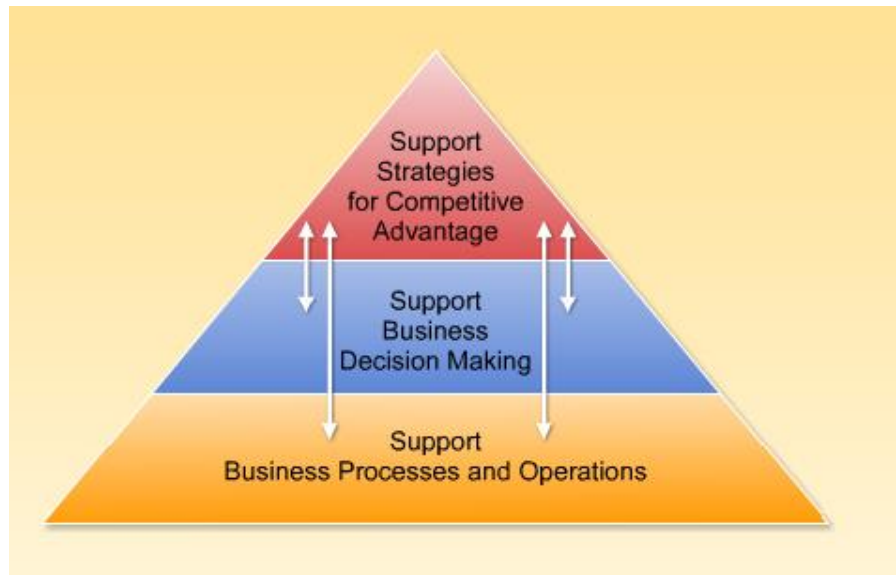 Support
Strategies
for Competitive
Advantage
Support
Business
Decision Making
Support
Business Processes and Operations